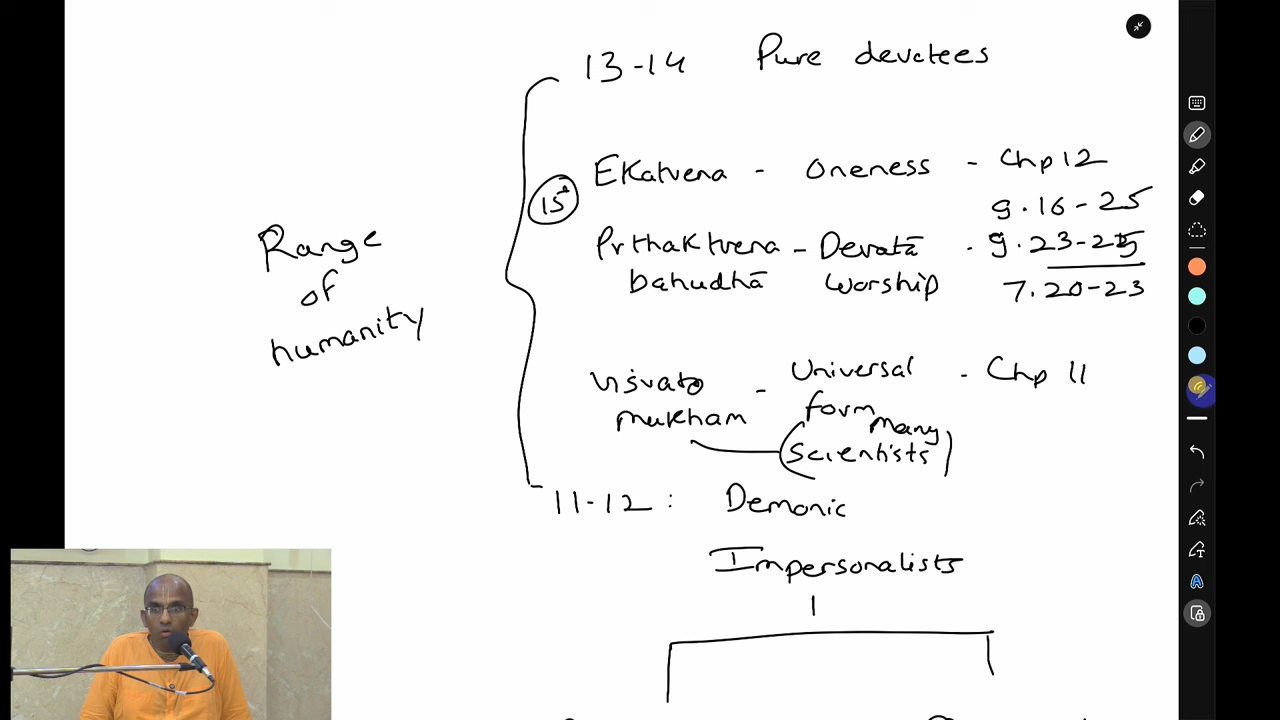 13-14 Pure devotees
Ekatvena - Oneness - Chp 12
9.16-25
15
Prthaktvena - Devatā - 9.23-25
bahudhā worship 7.20-23
Range
of
humanity
Viśvato - Universal - Chp 11
mukham form
many
(Scientists)
11-12: Demonic
Impersonalists